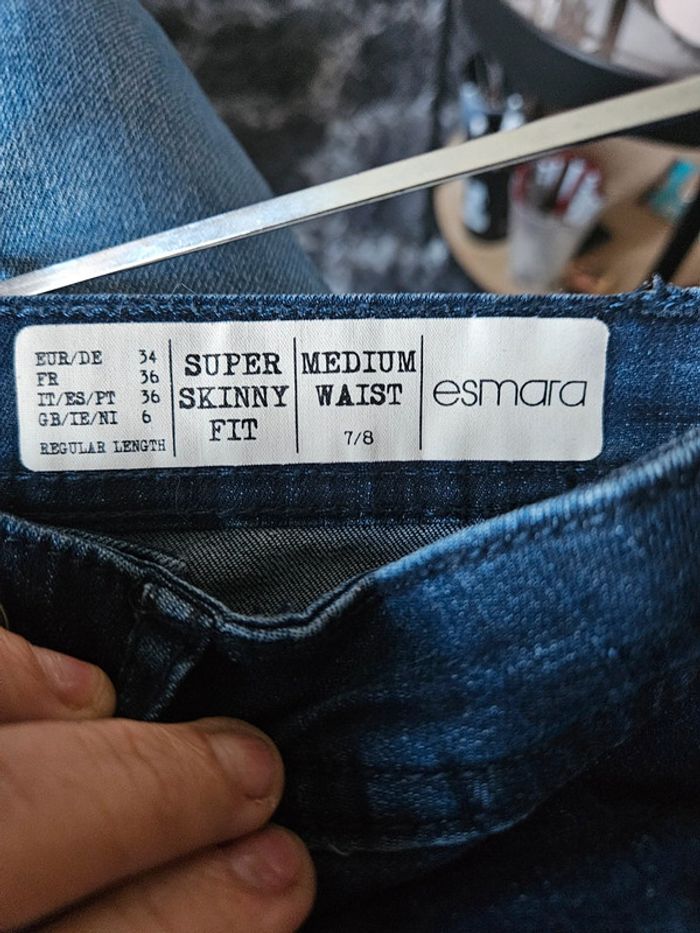 EUR/DE 34
FR 36
IT/ES/PT 36
GB/IE/NI 6
REGULAR LENGTH
SUPER
SKINNY
FIT
MEDIUM
WAIST
7/8
esmara